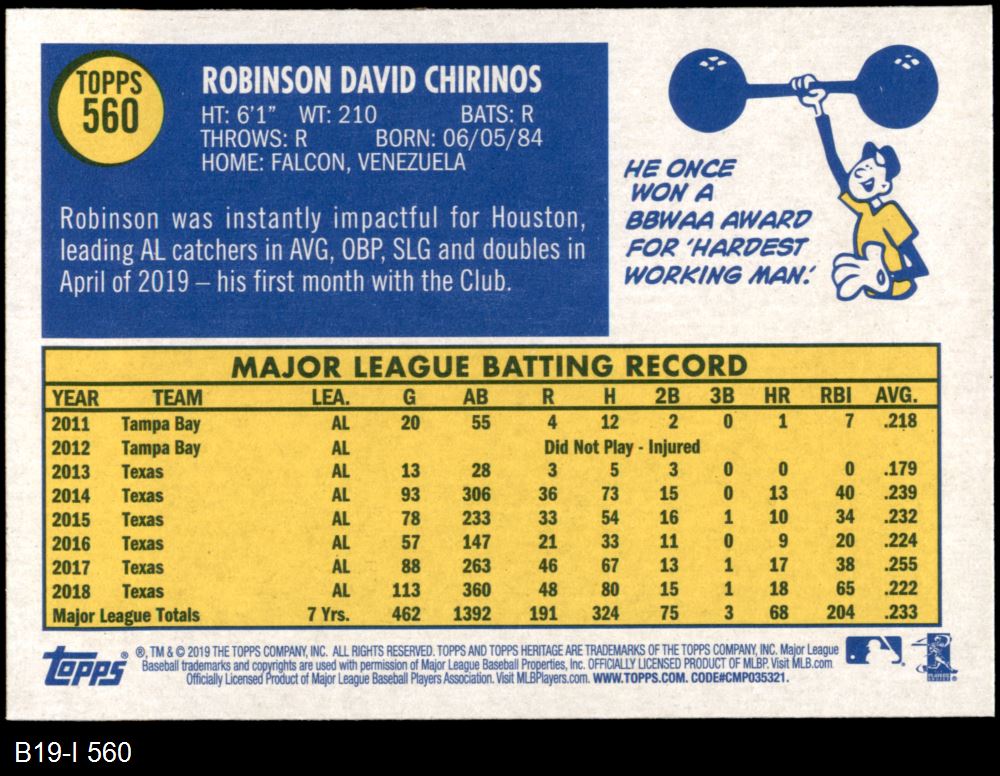 TOPPS
560
ROBINSON DAVID CHIRINOS
HT: 6'1" WT: 210 BATS: R
THROWS: R BORN: 06/05/84
HOME: FALCON, VENEZUELA
Robinson was instantly impactful for Houston,
leading AL catchers in AVG, OBP, SLG and doubles in
April of 2019 – his first month with the Club.
HE ONCE
WON A
BBWAA AWARD
FOR 'HARDEST
WORKING MAN.'
MAJOR LEAGUE BATTING RECORD
YEAR TEAM LEA. G AB R H 2B 3B HR RBI AVG.
2011 Tampa Bay AL 20 55 4 12 2 0 1 7 .218
2012 Tampa Bay AL Did Not Play - Injured
2013 Texas AL 13 28 3 5 3 0 0 0 .179
2014 Texas AL 93 306 36 73 15 0 13 40 .239
2015 Texas AL 78 233 33 54 16 1 10 34 .232
2016 Texas AL 57 147 21 33 11 0 9 20 .224
2017 Texas AL 88 263 46 67 13 1 17 38 .255
2018 Texas AL 113 360 48 80 15 1 18 65 .222
Major League Totals 7 Yrs. 462 1392 191 324 75 3 68 204 .233
topps®
®, TM & © 2019 THE TOPPS COMPANY, INC. ALL RIGHTS RESERVED. TOPPS AND TOPPS HERITAGE ARE TRADEMARKS OF THE TOPPS COMPANY, INC. Major League
Baseball trademarks and copyrights are used with permission of Major League Baseball Properties, Inc. OFFICIALLY LICENSED PRODUCT OF MLBP. Visit MLB.com
Officially Licensed Product of Major League Baseball Players Association. Visit MLBPlayers.com. WWW.TOPPS.COM. CODE#CMP035321.
B19-I 560